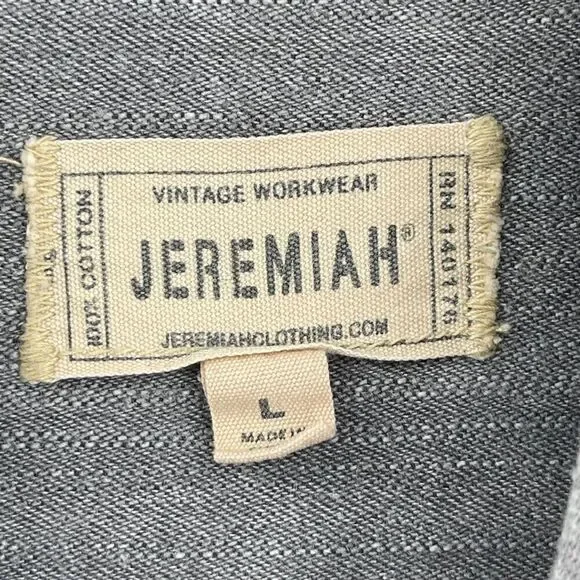 VINTAGE WORKWEAR
JEREMIAH®
JEREMIAHCLOTHING.COM
100% COTTON
RN 140176
L
MADE IN